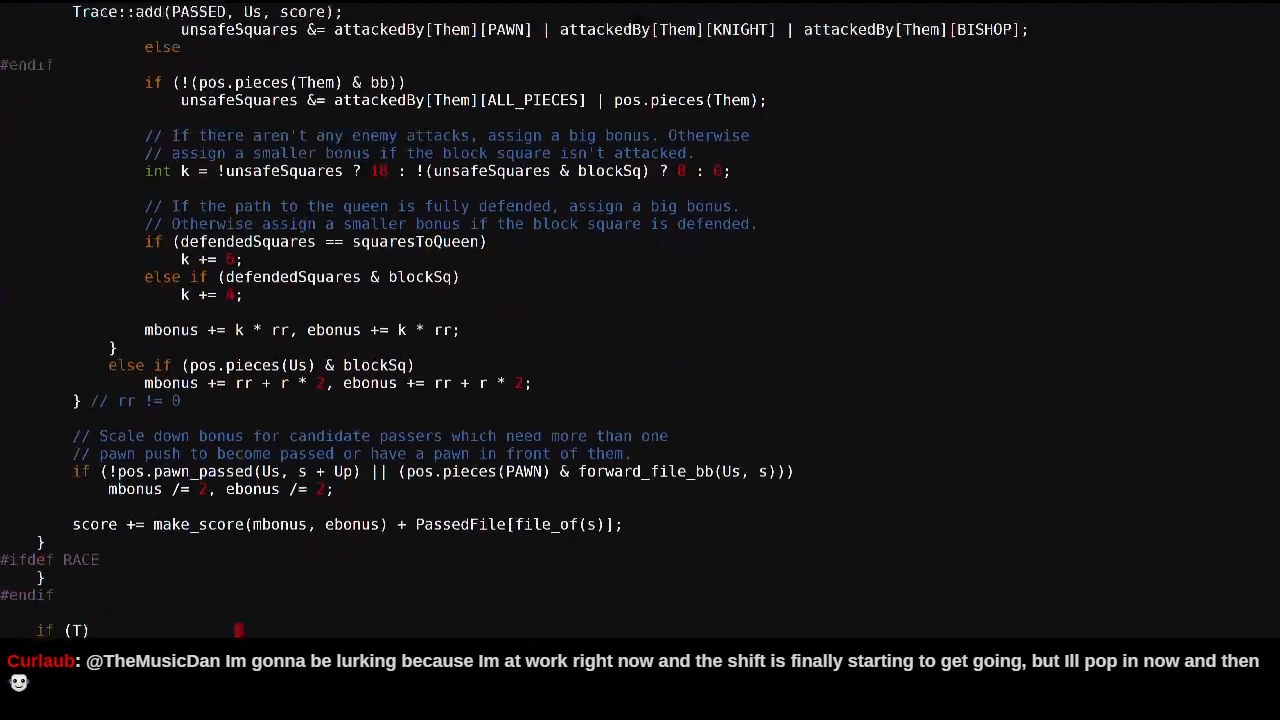 Trace::add(PASSED, Us, score);
unsafeSquares &= attackedBy[Them][PAWN] | attackedBy[Them][KNIGHT] | attackedBy[Them][BISHOP];
else
#endif
if (!(pos.pieces(Them) & bb))
unsafeSquares &= attackedBy[Them][ALL_PIECES] | pos.pieces(Them);
// If there aren't any enemy attacks, assign a big bonus. Otherwise
// assign a smaller bonus if the block square isn't attacked.
int k = !unsafeSquares ? 18 : !(unsafeSquares & blockSq) ? 8 : 0;
// If the path to the queen is fully defended, assign a big bonus.
// Otherwise assign a smaller bonus if the block square is defended.
if (defendedSquares == squaresToQueen)
k += 6;
else if (defendedSquares & blockSq)
k += 4;
mbonus += k * rr, ebonus += k * rr;
}
else if (pos.pieces(Us) & blockSq)
mbonus += rr + r * 2, ebonus += rr + r * 2;
} // rr != 0
// Scale down bonus for candidate passers which need more than one
// pawn push to become passed or have a pawn in front of them.
if (!pos.pawn_passed(Us, s + Up) || (pos.pieces(PAWN) & forward_file_bb(Us, s)))
mbonus /= 2, ebonus /= 2;
score += make_score(mbonus, ebonus) + PassedFile[file_of(s)];
}
#ifdef RACE
}
#endif
if (T)
Curlaub: @TheMusicDan Im gonna be lurking because Im at work right now and the shift is finally starting to get going, but Ill pop in now and then